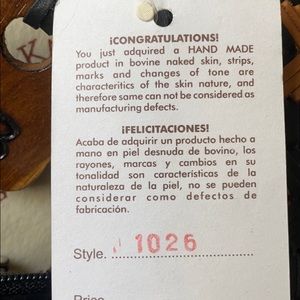 ¡CONGRATULATIONS!
You just adquired a HAND MADE
product in bovine naked skin, strips,
marks and changes of tone are
characteritics of the skin nature, and
therefore same can not be considered as
manufacturing defects.
¡FELICITACIONES!
Acaba de adquirir un producto hecho a
mano en piel desnuda de bovino, los
rayones, marcas y cambios en su
tonalidad son características de la
naturaleza de la piel, no se pueden
considerar como defectos de
fabricación.
Style. 1026
Price